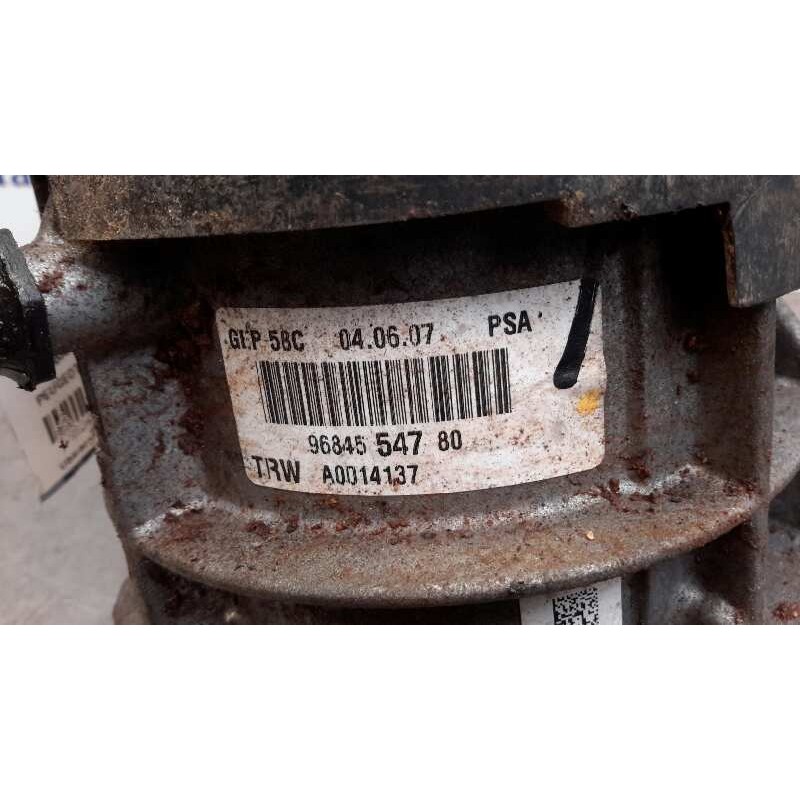 GEP 58C 04.06.07 PSA
96845 547 80
TRW A0014137